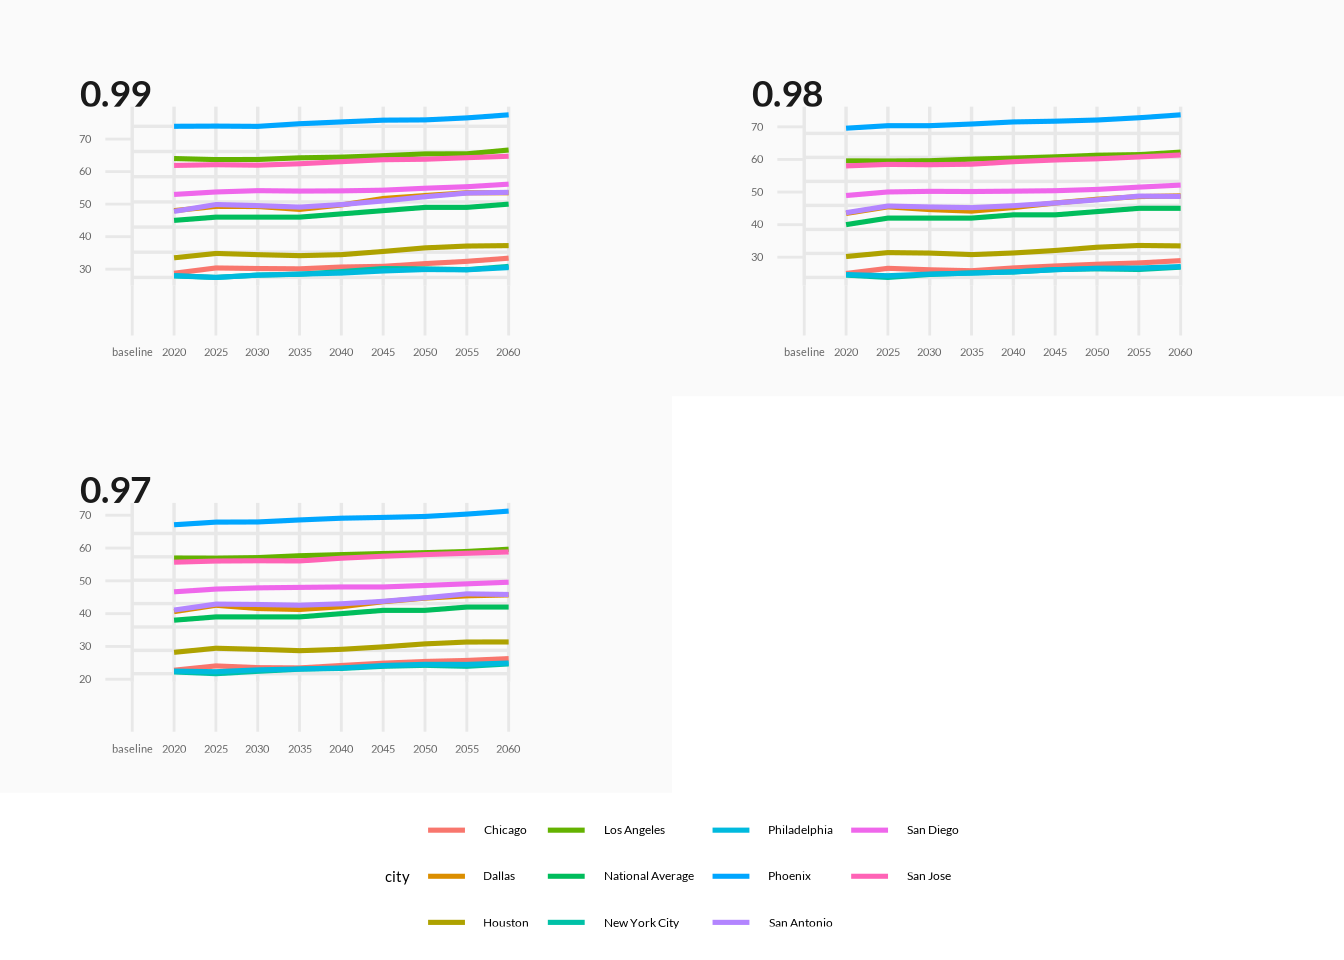 0.99
70
60
50
40
30
baseline 2020 2025 2030 2035 2040 2045 2050 2055 2060
0.98
70
60
50
40
30
baseline 2020 2025 2030 2035 2040 2045 2050 2055 2060
0.97
70
60
50
40
30
20
baseline 2020 2025 2030 2035 2040 2045 2050 2055 2060
city
Chicago
Dallas
Houston
Los Angeles
National Average
New York City
Philadelphia
Phoenix
San Antonio
San Diego
San Jose